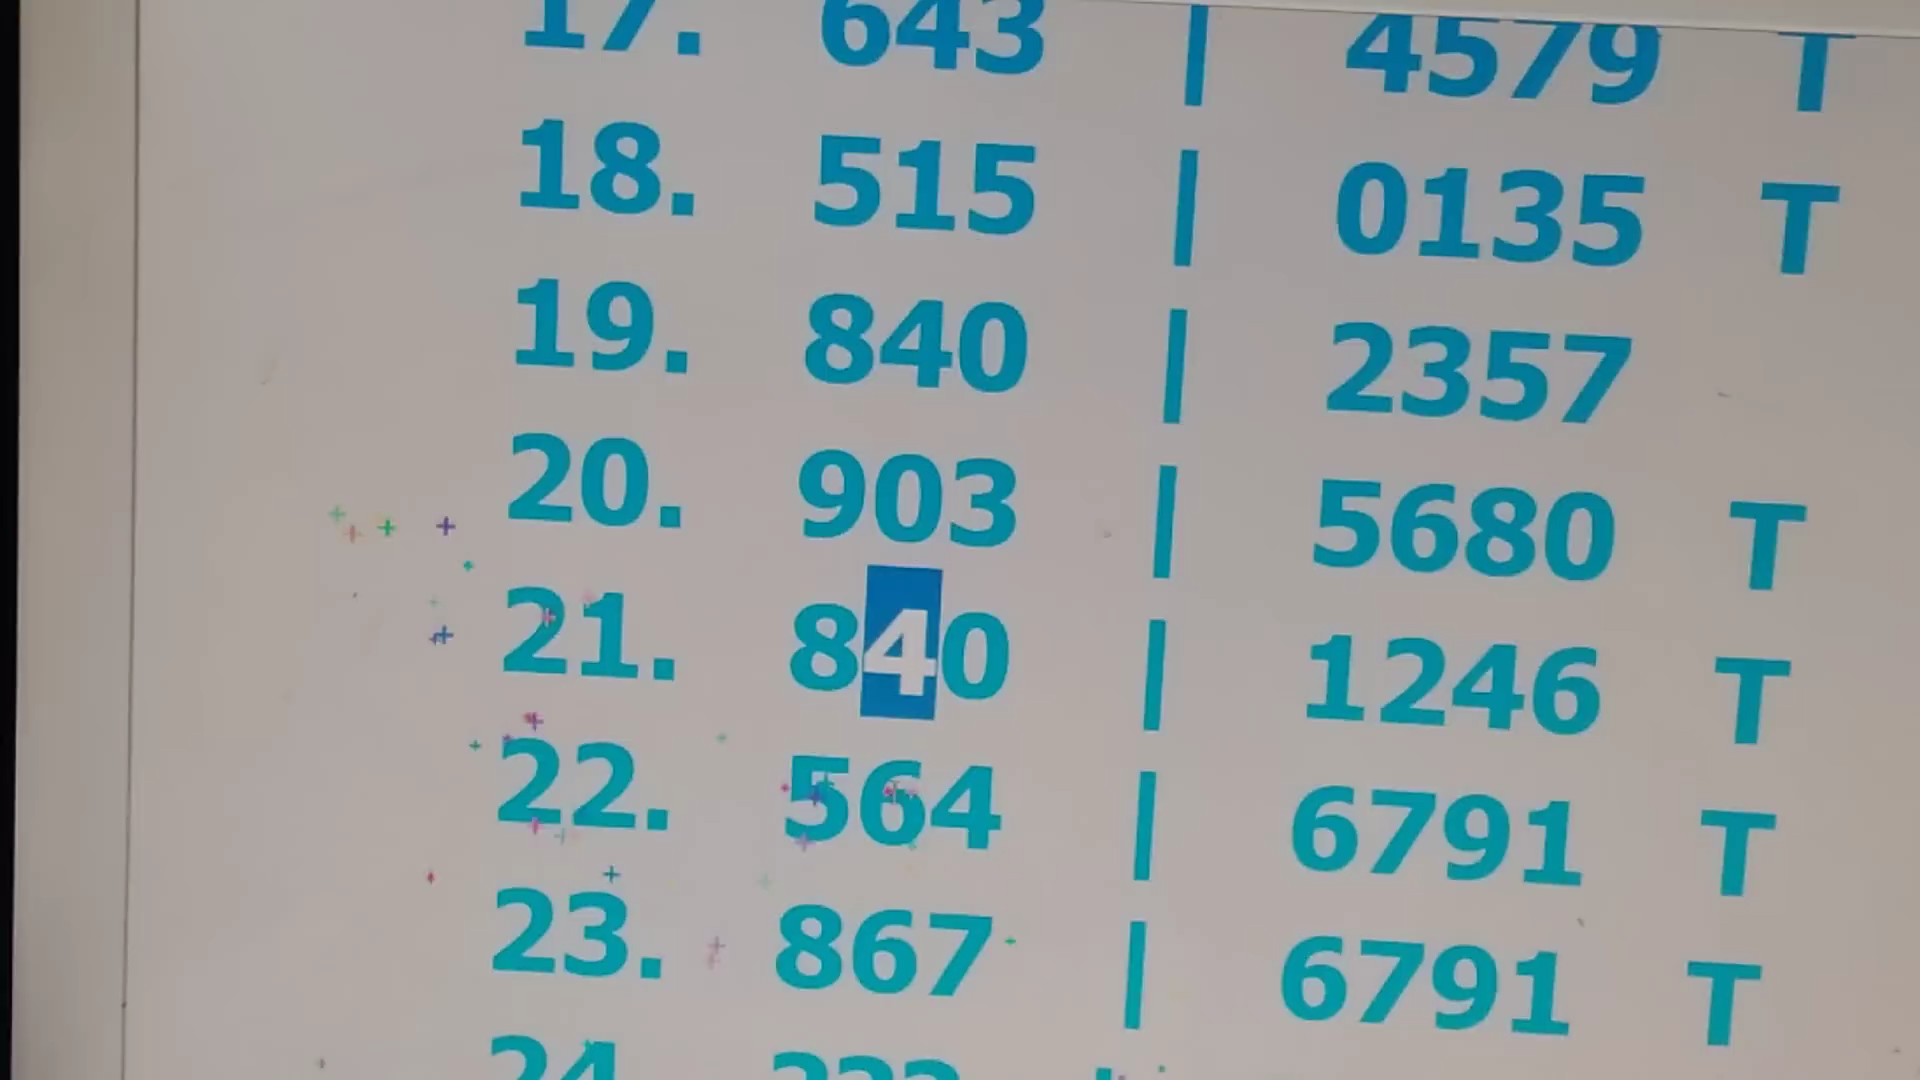 17. 643 | 4579 T
18. 515 | 0135 T
19. 840 | 2357
20. 903 | 5680 T
21. 840 | 1246 T
22. 564 | 6791 T
23. 867 | 6791 T
24.